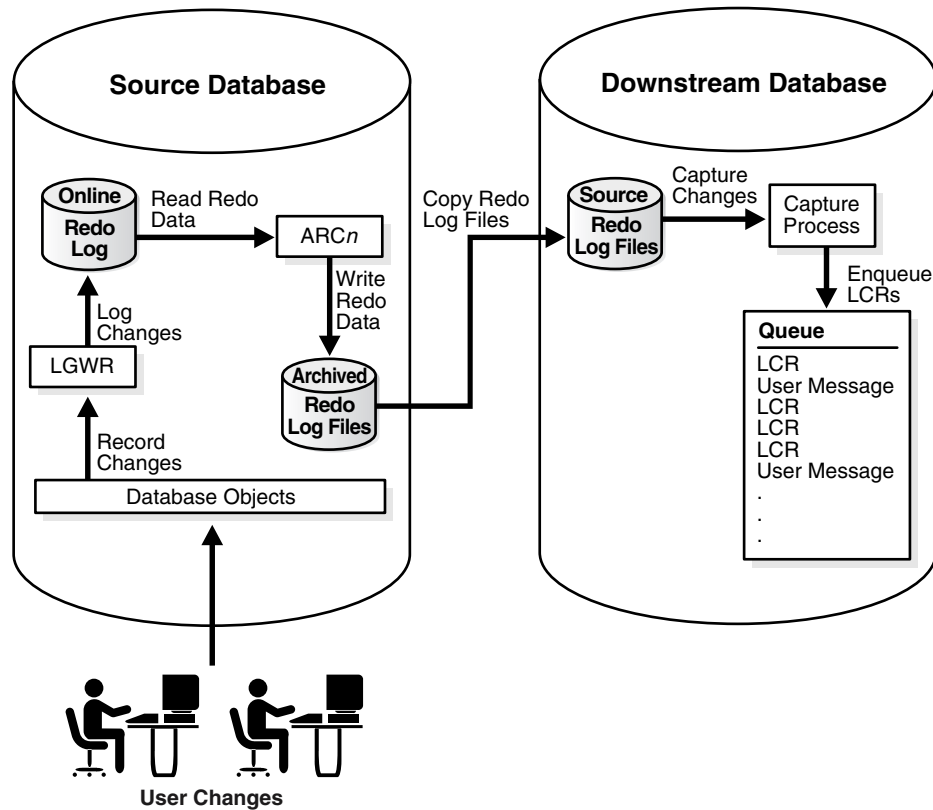 Source Database
Downstream Database
Online
Redo
Log
Read Redo
Data
ARCn
Copy Redo
Log Files
Source
Redo
Log Files
Capture
Changes
Capture
Process
Log
Changes
Write
Redo
Data
Enqueue
LCRs
LGWR
Archived
Redo
Log Files
Queue
LCR
User Message
LCR
LCR
LCR
User Message
.
.
.
Record
Changes
Database Objects
User Changes